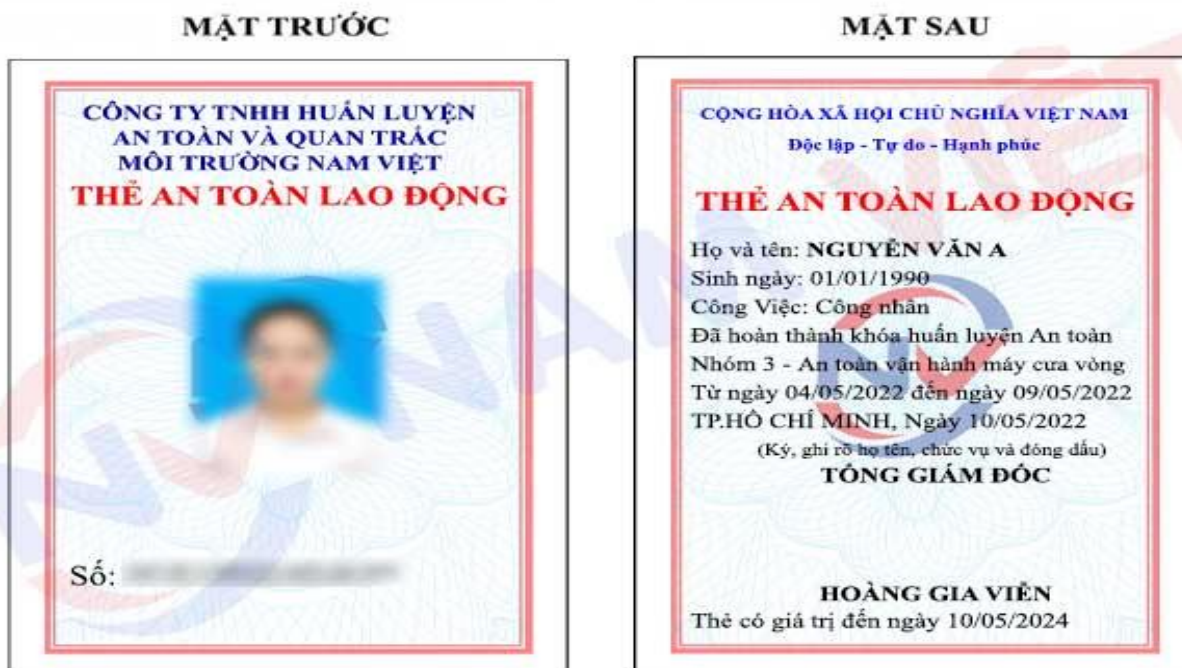 MẶT TRƯỚC
CÔNG TY TNHH HUẤN LUYỆN
AN TOÀN VÀ QUAN TRẮC
MÔI TRƯỜNG NAM VIỆT
THẺ AN TOÀN LAO ĐỘNG
Số:
MẶT SAU
CỘNG HÒA XÃ HỘI CHỦ NGHĨA VIỆT NAM
Độc lập - Tự do - Hạnh phúc
THẺ AN TOÀN LAO ĐỘNG
Họ và tên: NGUYỄN VĂN A
Sinh ngày: 01/01/1990
Công Việc: Công nhân
Đã hoàn thành khóa huấn luyện An toàn
Nhóm 3 - An toàn vận hành máy cưa vòng
Từ ngày 04/05/2022 đến ngày 09/05/2022
TP.HỒ CHÍ MINH, Ngày 10/05/2022
(Ký, ghi rõ họ tên, chức vụ và đóng dấu)
TỔNG GIÁM ĐỐC
HOÀNG GIA VIỄN
Thẻ có giá trị đến ngày 10/05/2024
NV NAM VIỆT